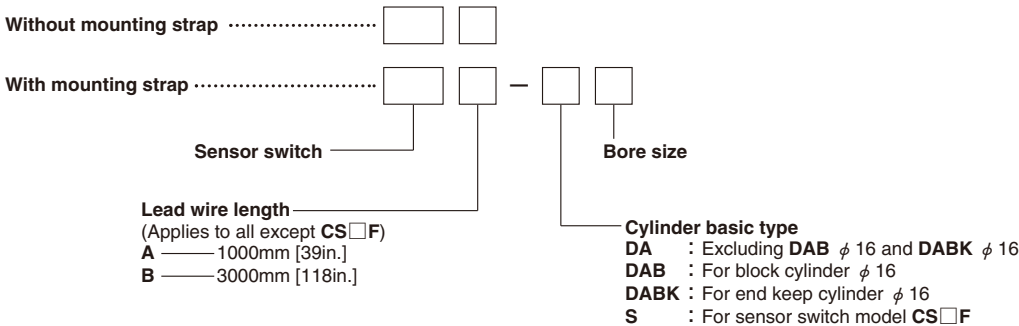 Without mounting strap
With mounting strap –
Sensor switch
Bore size
Lead wire length
(Applies to all except CS□F)
A 1000mm [39in.]
B 3000mm [118in.]
Cylinder basic type
DA : Excluding DAB φ 16 and DABK φ 16
DAB : For block cylinder φ 16
DABK : For end keep cylinder φ 16
S : For sensor switch model CS□F